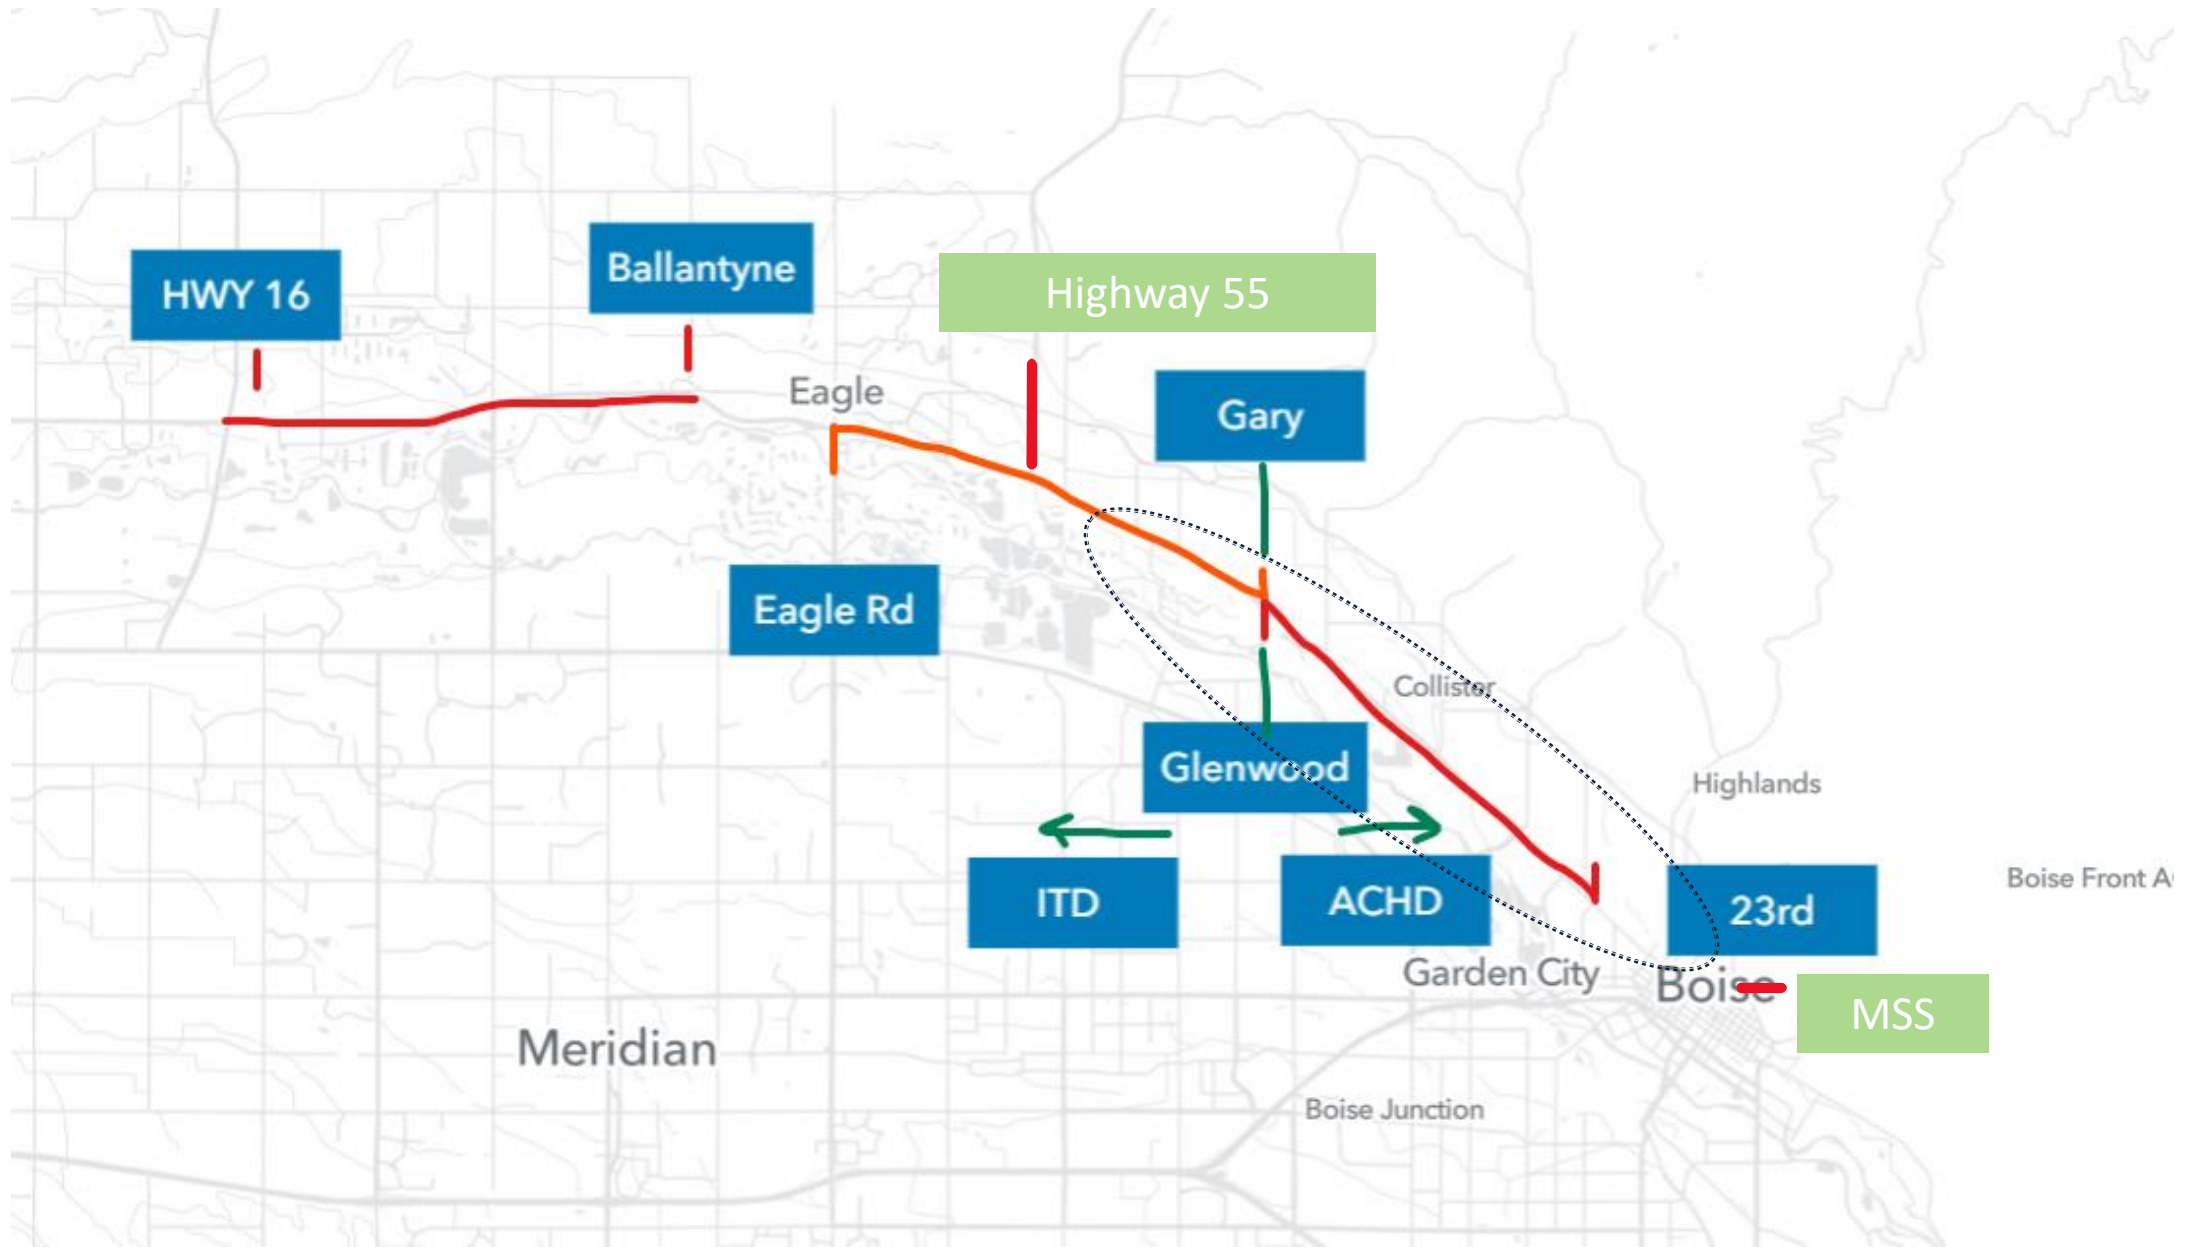 Ballantyne
HWY 16
Highway 55
Eagle
Gary
Eagle Rd
Collister
Glenwood
Highlands
ITD
ACHD
23rd
Boise Front A
Garden City
Boise
MSS
Meridian
Boise Junction